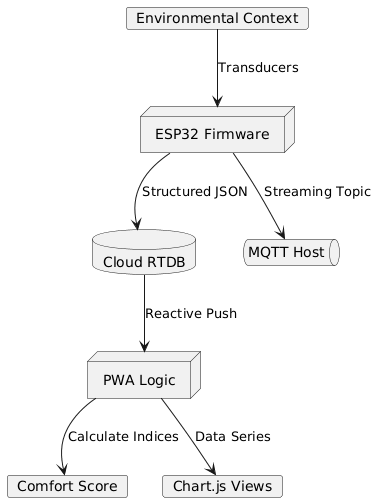 Environmental Context
Transducers
ESP32 Firmware
Structured JSON
Streaming Topic
Cloud RTDB
MQTT Host
Reactive Push
PWA Logic
Calculate Indices
Data Series
Comfort Score
Chart.js Views